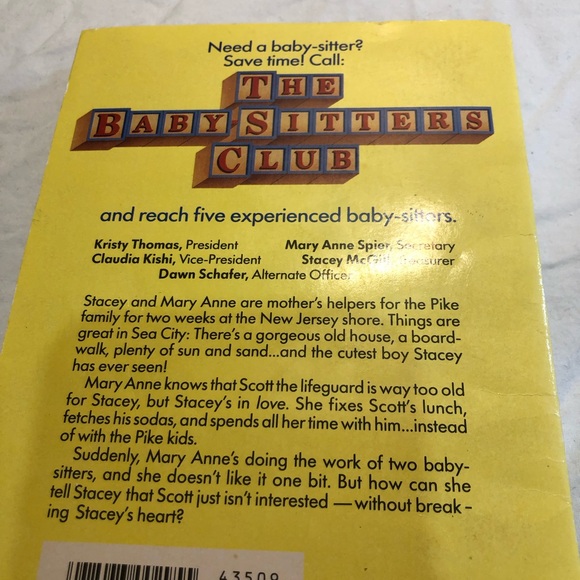 Need a baby-sitter?
Save time! Call:
THE
BABY-SITTERS
CLUB
and reach five experienced baby-sitters.
Kristy Thomas, President Mary Anne Spier, Secretary
Claudia Kishi, Vice-President Stacey McGill, Treasurer
Dawn Schafer, Alternate Officer
Stacey and Mary Anne are mother's helpers for the Pike
family for two weeks at the New Jersey shore. Things are
great in Sea City: There's a gorgeous old house, a board-
walk, plenty of sun and sand...and the cutest boy Stacey
has ever seen!
Mary Anne knows that Scott the lifeguard is way too old
for Stacey, but Stacey's in love. She fixes Scott's lunch,
fetches his sodas, and spends all her time with him...instead
of with the Pike kids.
Suddenly, Mary Anne's doing the work of two baby-
sitters, and she doesn't like it one bit. But how can she
tell Stacey that Scott just isn't interested — without break-
ing Stacey's heart?
43509